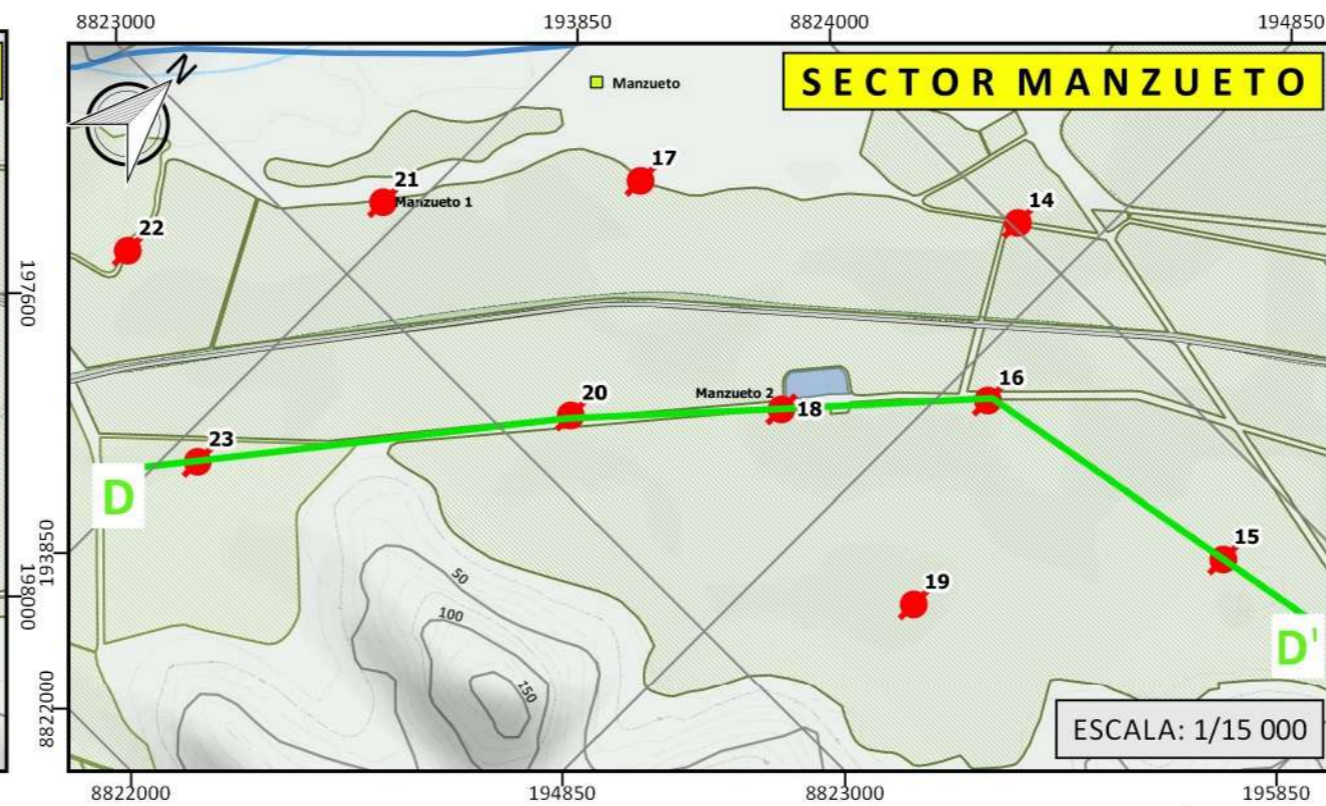 8823000 193850 8824000 194850
N
Manzueto
SECTOR MANZUETO
17
21
Manzueto 1
14
22
197600
16
20
Manzueto 2
18
23
D
193850
198000
15
50
19
100
D'
150
8822000
ESCALA: 1/15 000
8822000 194850 8823000 195850